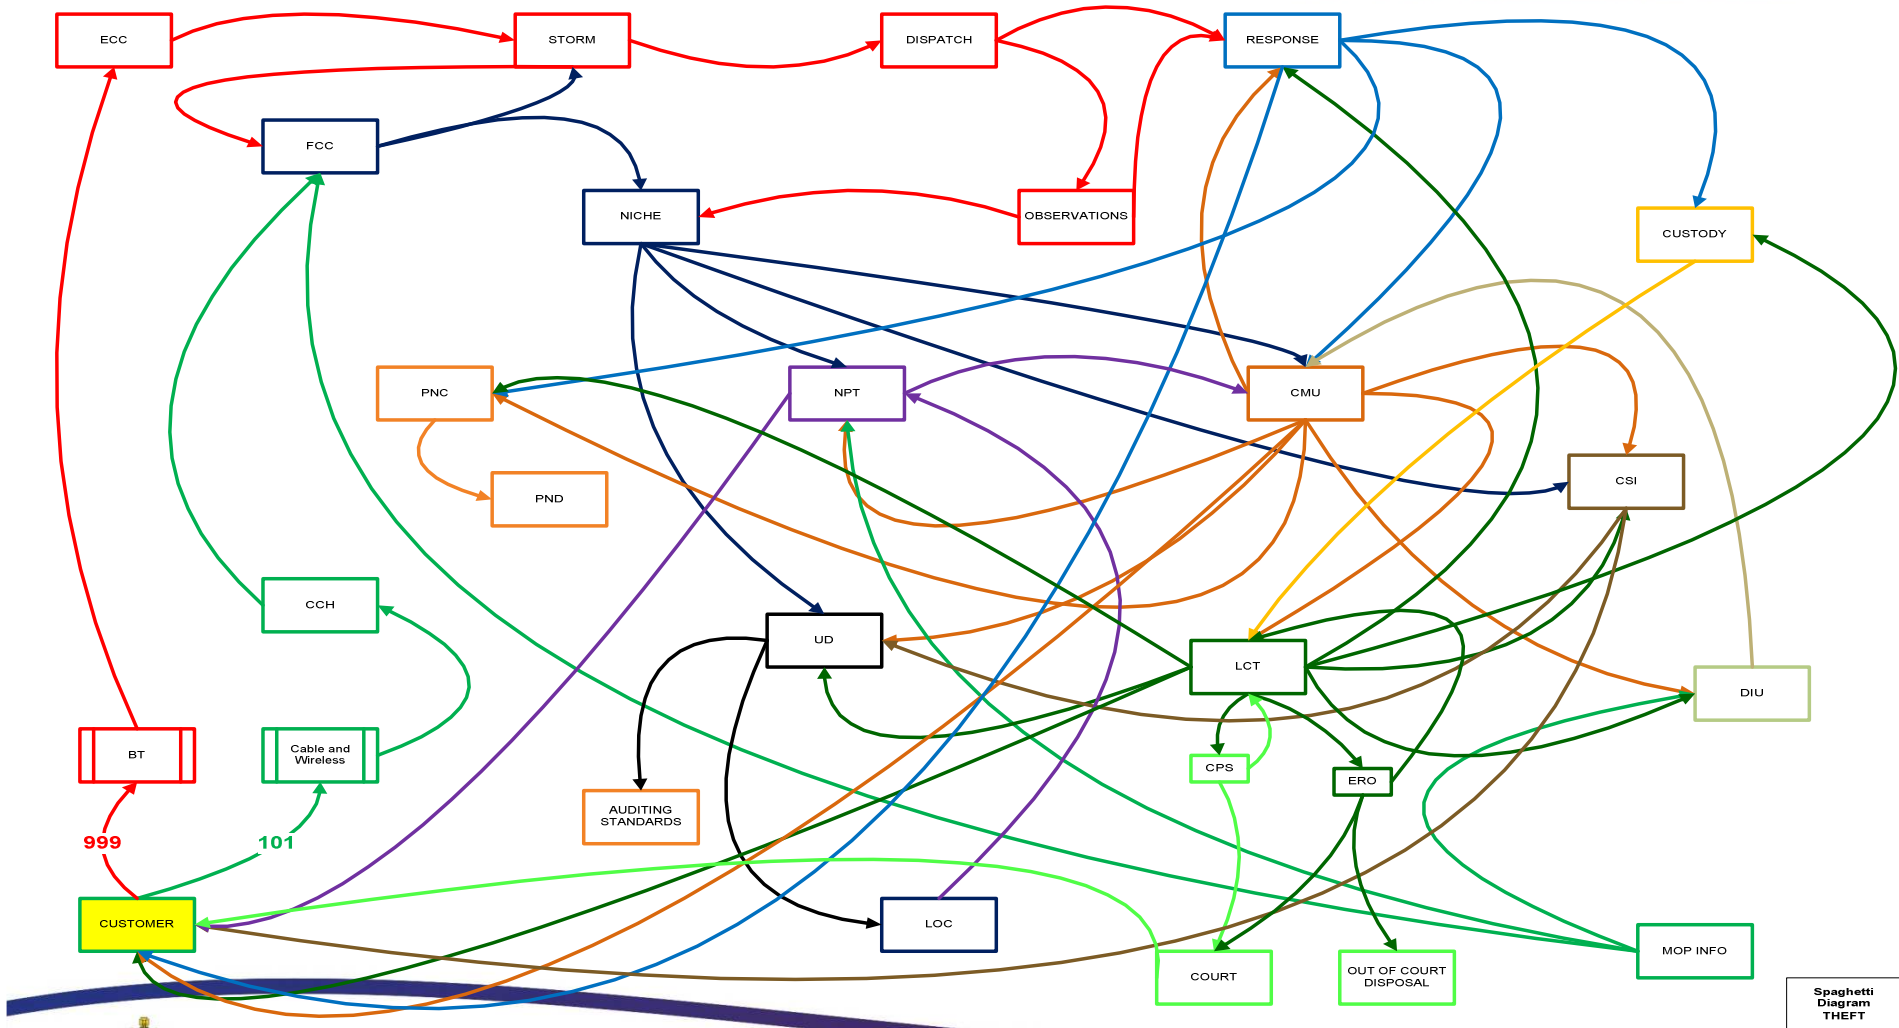 ECC
STORM
DISPATCH
RESPONSE
FCC
NICHE
OBSERVATIONS
CUSTODY
PNC
NPT
CMU
PND
CSI
CCH
UD
LCT
DIU
BT
Cable and
Wireless
CPS
ERO
AUDITING
STANDARDS
999
101
CUSTOMER
LOC
MOP INFO
COURT
OUT OF COURT
DISPOSAL
Spaghetti
Diagram
THEFT